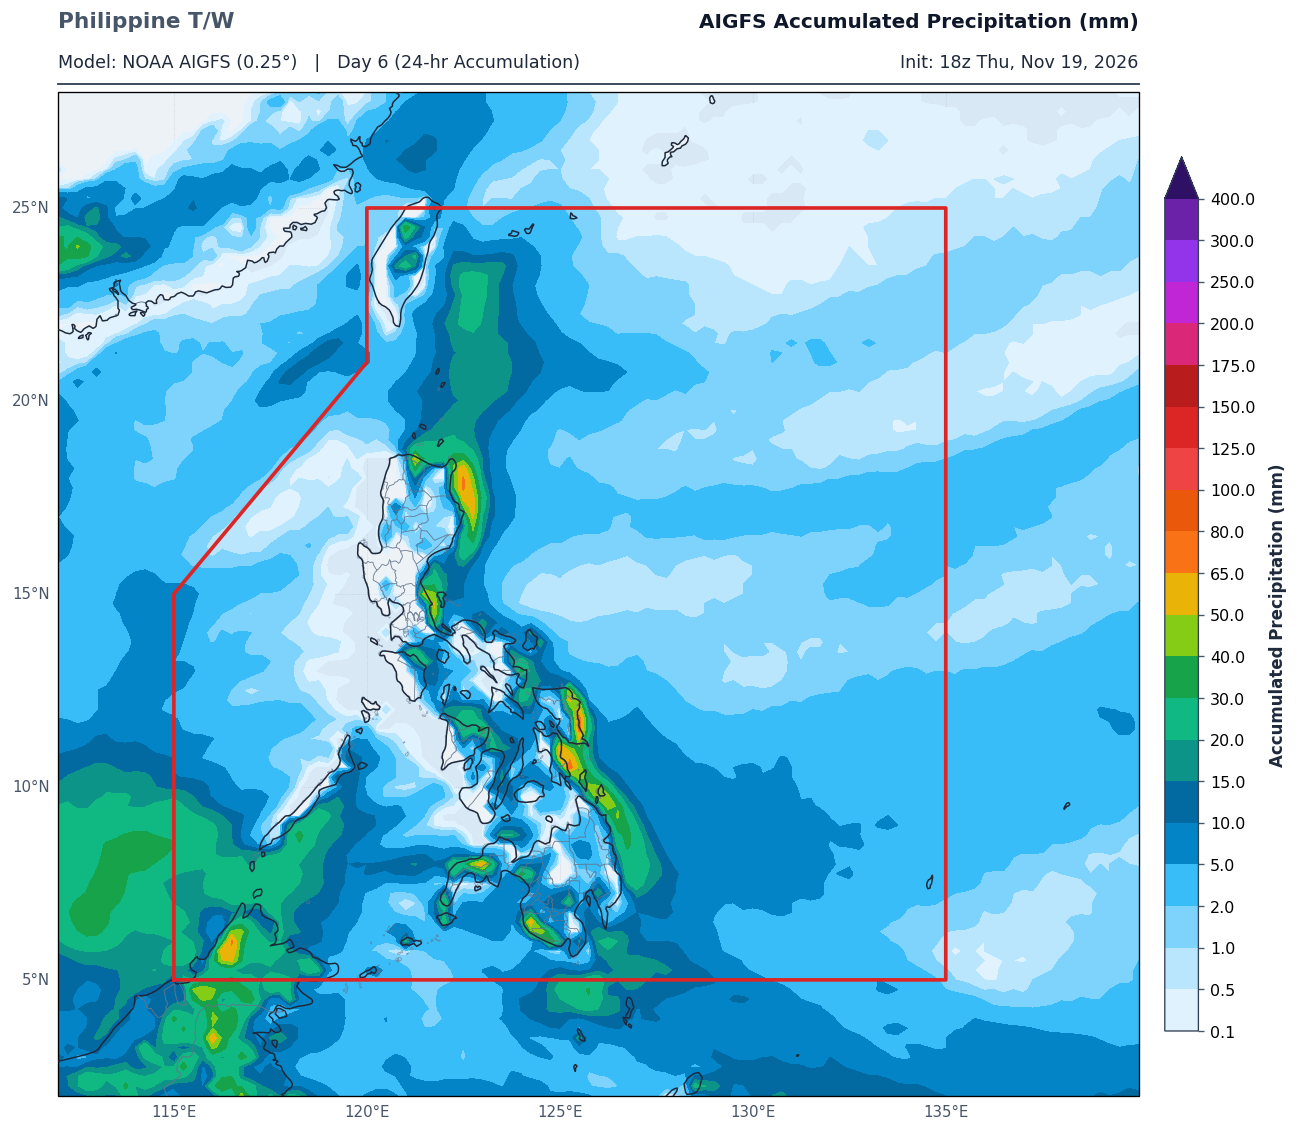 Philippine T/W
AIGFS Accumulated Precipitation (mm)
Model: NOAA AIGFS (0.25°)   |   Day 6 (24-hr Accumulation)
Init: 18z Thu, Nov 19, 2026
25°N
20°N
15°N
10°N
5°N
115°E
120°E
125°E
130°E
135°E
400.0
300.0
250.0
200.0
175.0
150.0
125.0
100.0
80.0
65.0
50.0
40.0
30.0
20.0
15.0
10.0
5.0
2.0
1.0
0.5
0.1
Accumulated Precipitation (mm)